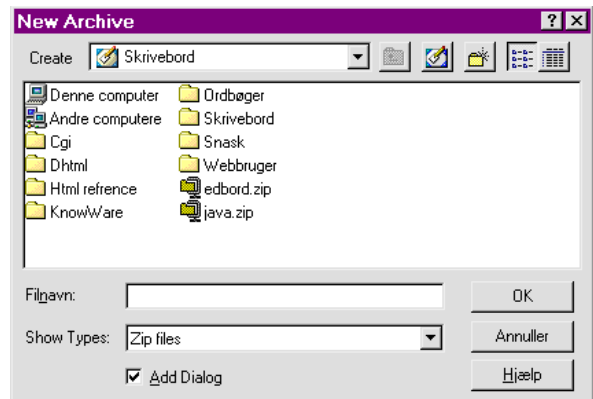 New Archive
Create Skrivebord
Denne computer
Andre computere
Cgi
Dhtml
Html refrence
KnowWare
Ordbøger
Skrivebord
Snask
Webbruger
edbord.zip
java.zip
Filnavn:
OK
Show Types: Zip files
Annuller
Add Dialog
Hjælp